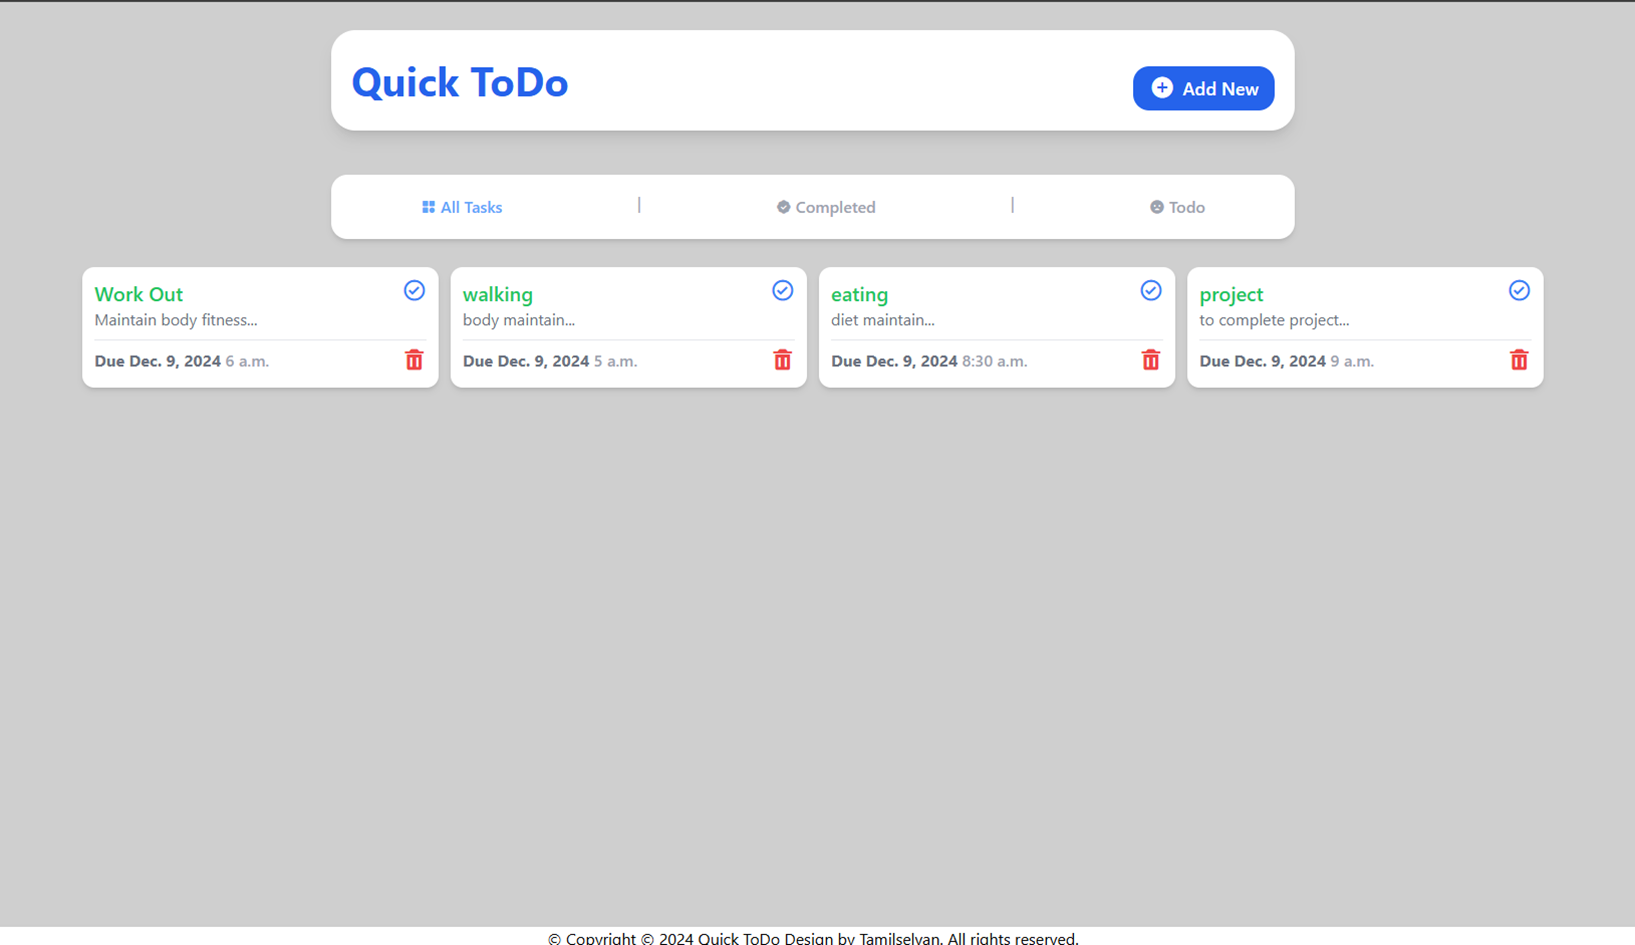 Quick ToDo
Add New
All Tasks | Completed | Todo
Work Out
Maintain body fitness...
Due Dec. 9, 2024 6 a.m.
walking
body maintain...
Due Dec. 9, 2024 5 a.m.
eating
diet maintain...
Due Dec. 9, 2024 8:30 a.m.
project
to complete project...
Due Dec. 9, 2024 9 a.m.
© Copyright © 2024 Quick ToDo Design by Tamilselvan. All rights reserved.